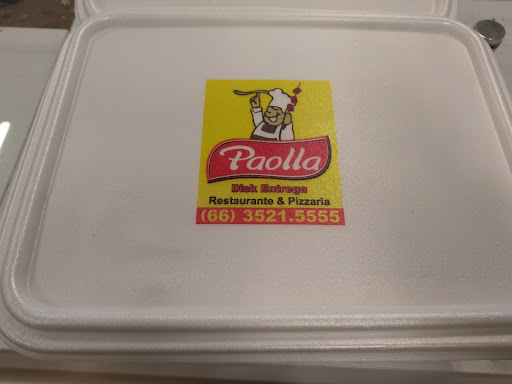 Paolla
Disk Entrega
Restaurante & Pizzaria
(66) 3521.5555